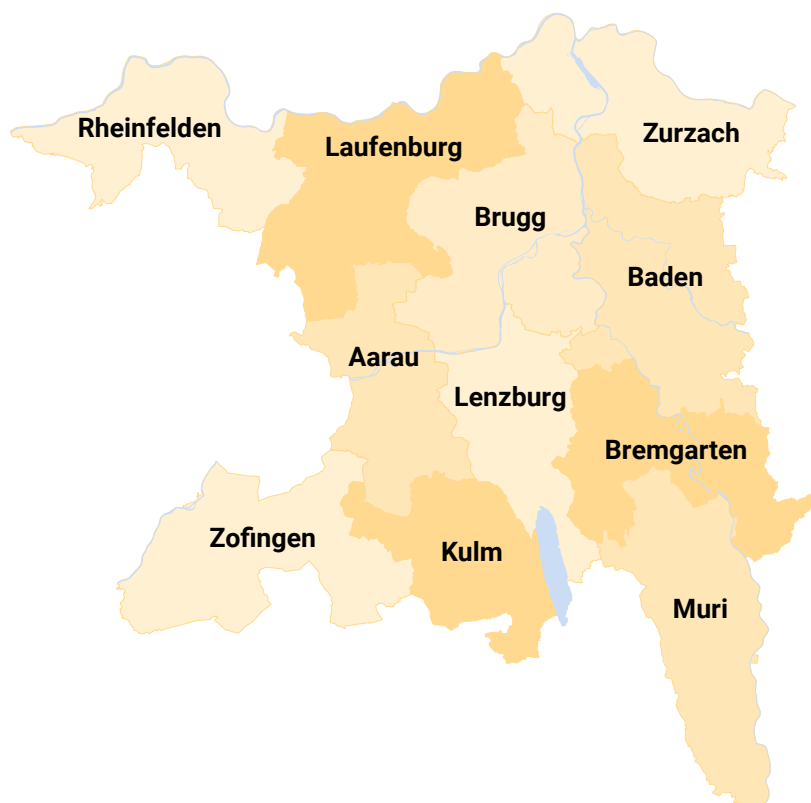 Rheinfelden
Laufenburg
Zurzach
Brugg
Baden
Aarau
Lenzburg
Bremgarten
Zofingen
Kulm
Muri